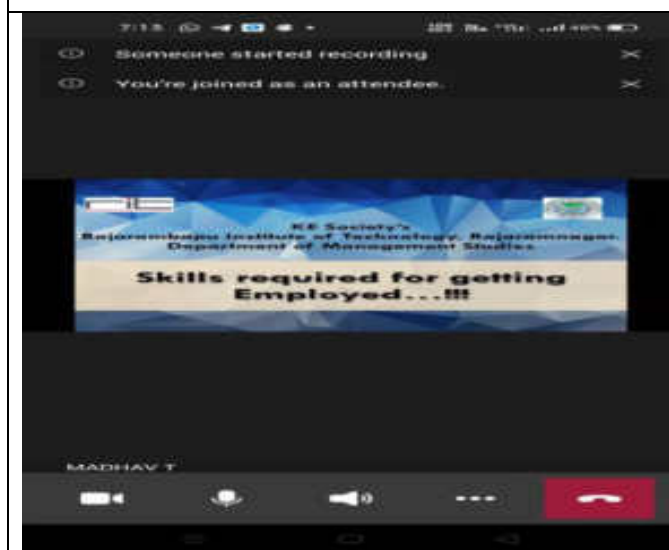 7:13
Someone started recording
You're joined as an attendee.
KE Society's
Rajarambapu Institute of Technology, Rajaramnagar
Department of Management Studies
Skills required for getting
Employed...!!!
MADHAV T